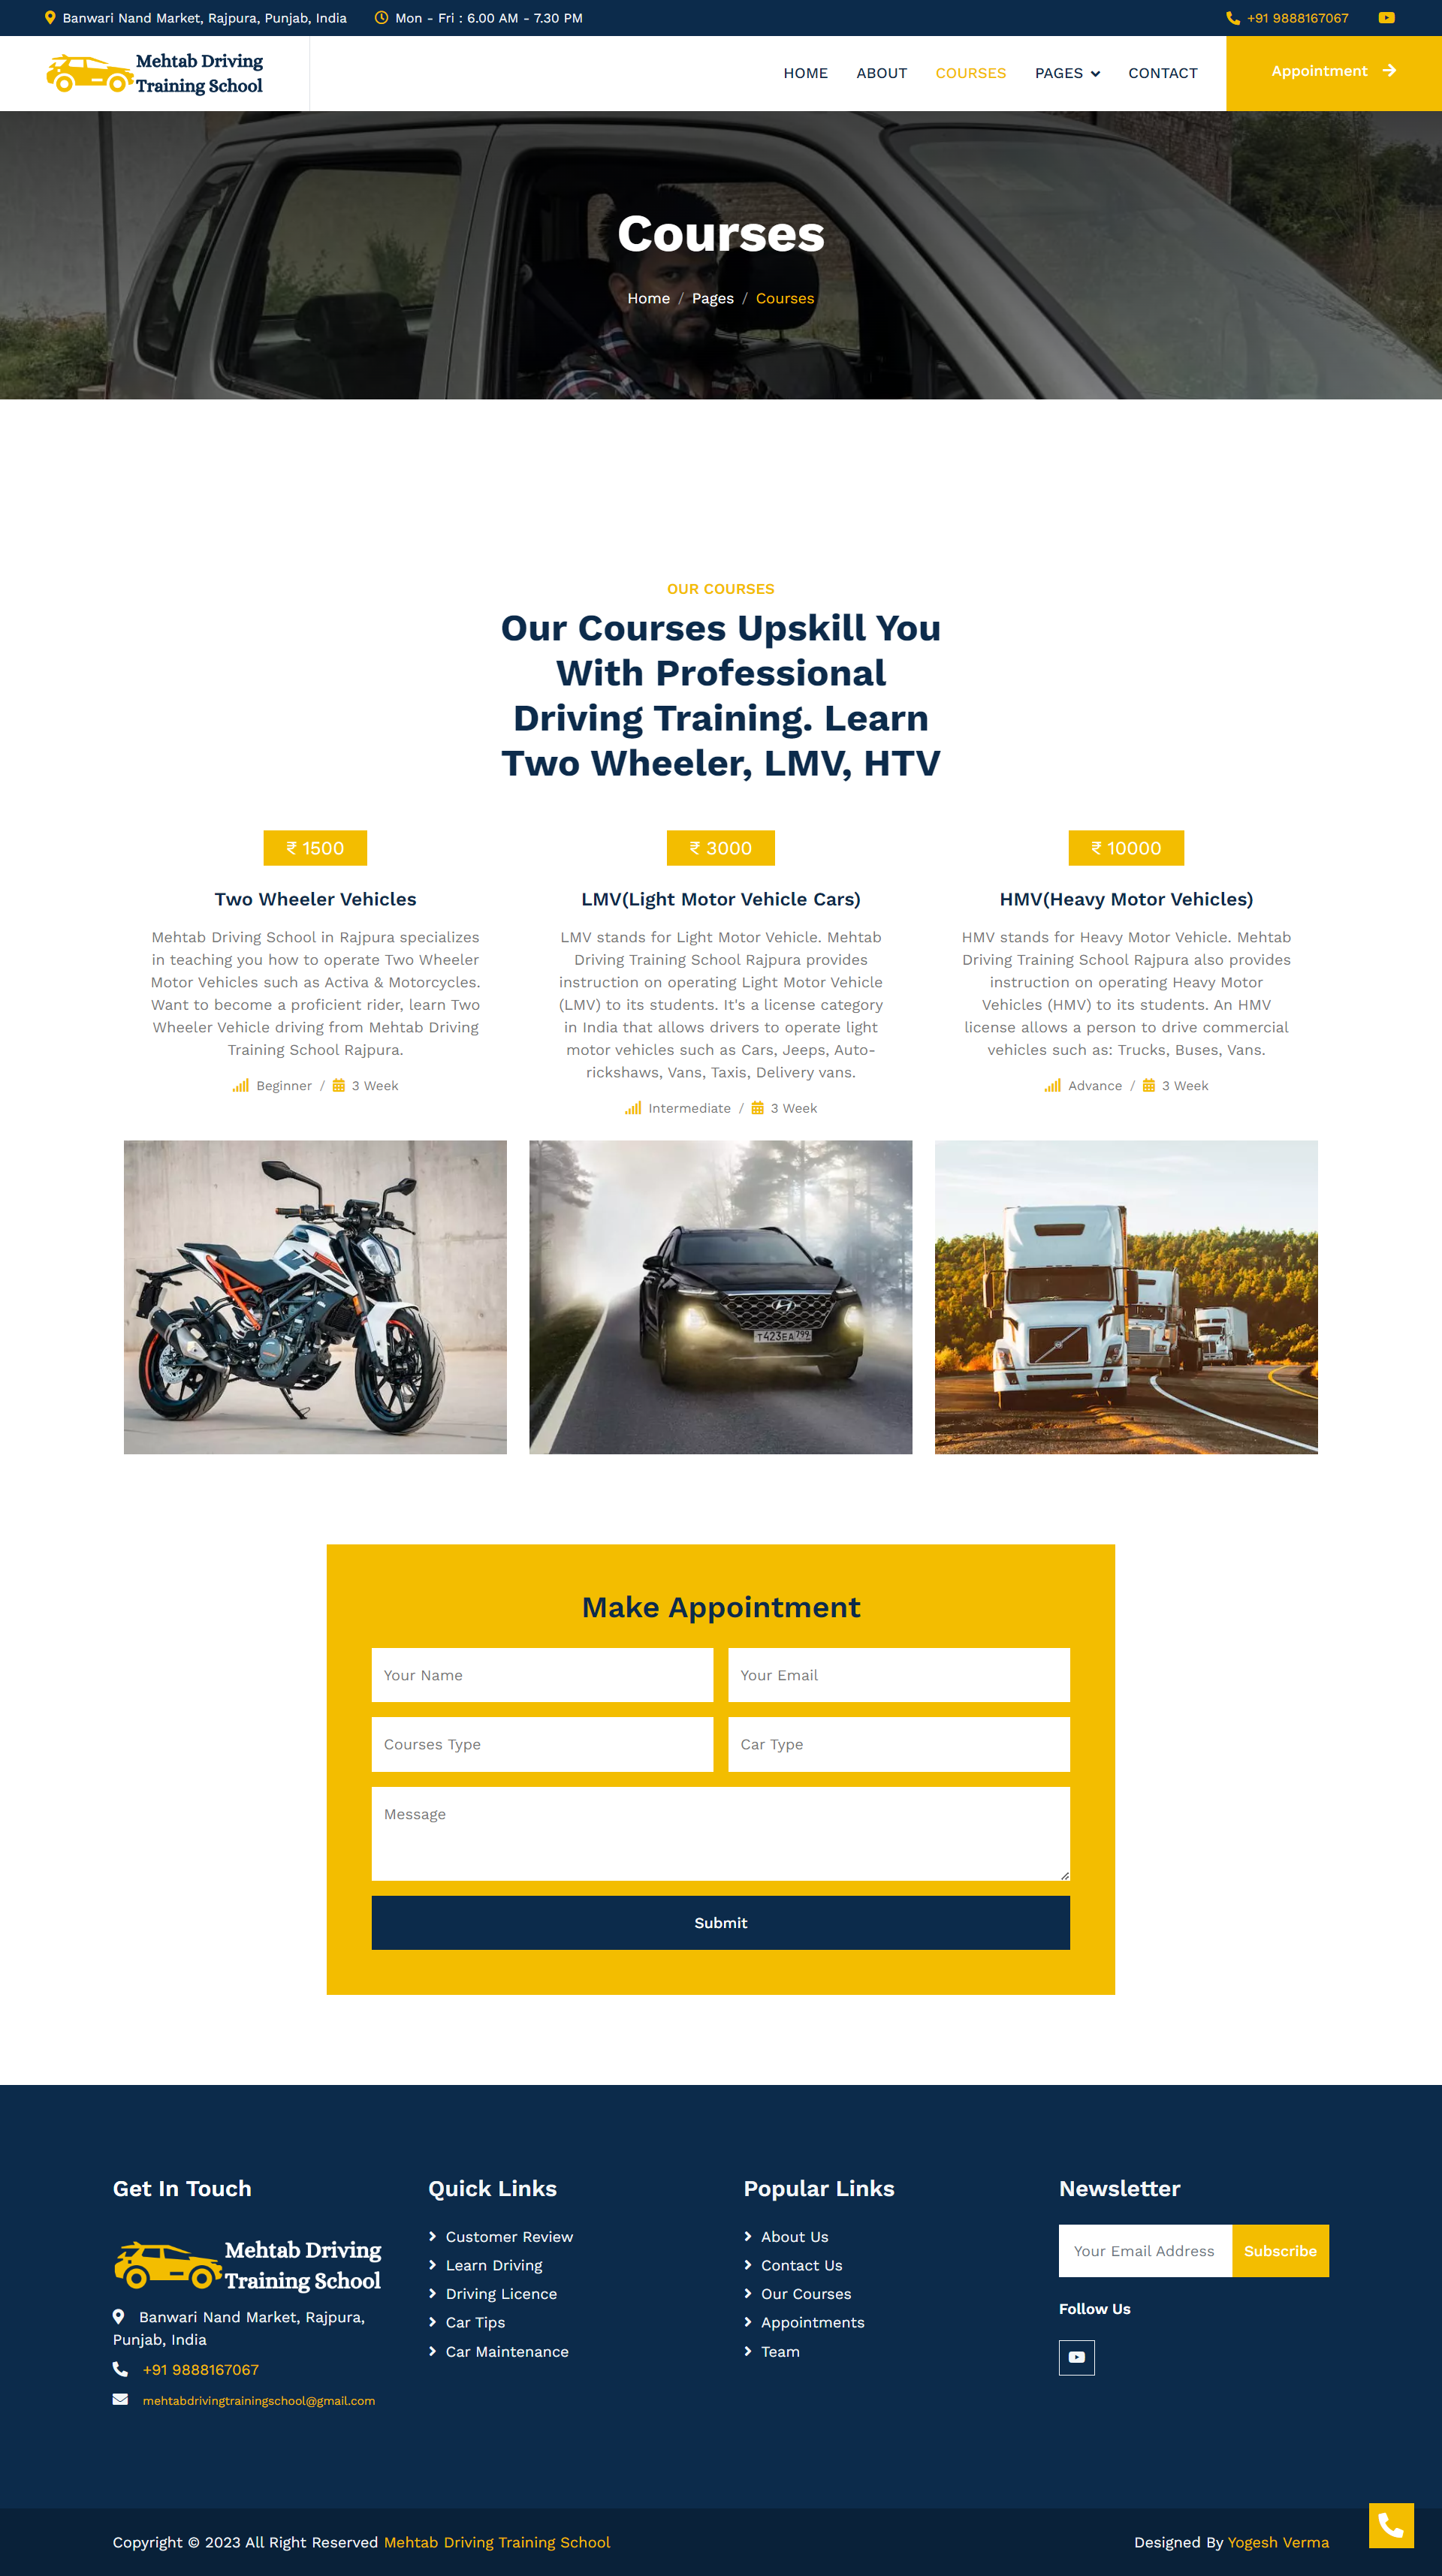 Banwari Nand Market, Rajpura, Punjab, India
Mon - Fri : 6.00 AM - 7.30 PM
+91 9888167067
Mehtab Driving
Training School
HOME
ABOUT
COURSES
PAGES
CONTACT
Appointment
Courses
Home / Pages / Courses
OUR COURSES
Our Courses Upskill You
With Professional
Driving Training. Learn
Two Wheeler, LMV, HTV
₹ 1500
Two Wheeler Vehicles
Mehtab Driving School in Rajpura specializes
in teaching you how to operate Two Wheeler
Motor Vehicles such as Activa & Motorcycles.
Want to become a proficient rider, learn Two
Wheeler Vehicle driving from Mehtab Driving
Training School Rajpura.
Beginner / 3 Week
₹ 3000
LMV(Light Motor Vehicle Cars)
LMV stands for Light Motor Vehicle. Mehtab
Driving Training School Rajpura provides
instruction on operating Light Motor Vehicle
(LMV) to its students. It's a license category
in India that allows drivers to operate light
motor vehicles such as Cars, Jeeps, Auto-
rickshaws, Vans, Taxis, Delivery vans.
Intermediate / 3 Week
₹ 10000
HMV(Heavy Motor Vehicles)
HMV stands for Heavy Motor Vehicle. Mehtab
Driving Training School Rajpura also provides
instruction on operating Heavy Motor
Vehicles (HMV) to its students. An HMV
license allows a person to drive commercial
vehicles such as: Trucks, Buses, Vans.
Advance / 3 Week
T423EA 799
Make Appointment
Your Name
Your Email
Courses Type
Car Type
Message
Submit
Get In Touch
Mehtab Driving
Training School
Banwari Nand Market, Rajpura,
Punjab, India
+91 9888167067
mehtabdrivingtrainingschool@gmail.com
Quick Links
Customer Review
Learn Driving
Driving Licence
Car Tips
Car Maintenance
Popular Links
About Us
Contact Us
Our Courses
Appointments
Team
Newsletter
Your Email Address
Subscribe
Follow Us
Copyright © 2023 All Right Reserved Mehtab Driving Training School
Designed By Yogesh Verma